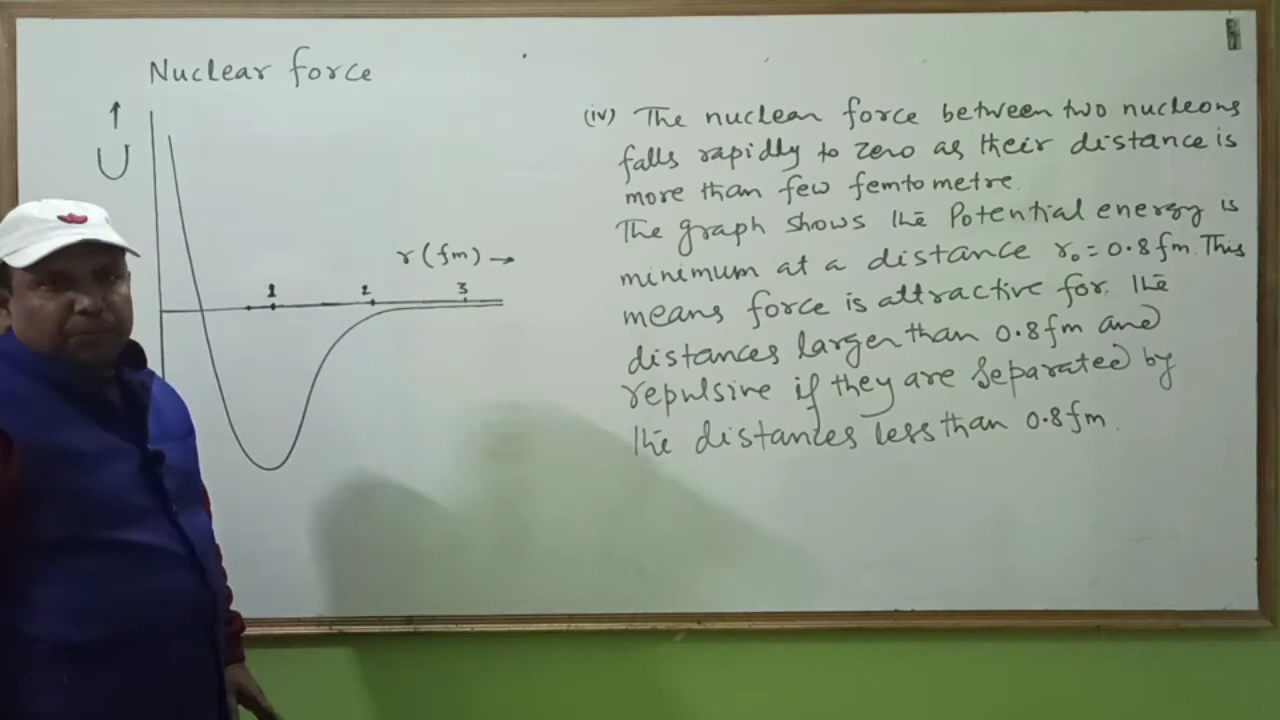 Nuclear force
U
r (fm)
1 2 3
(iv) The nuclear force between two nucleons
falls rapidly to zero as their distance is
more than few femtometre.
The graph shows the Potential energy is
minimum at a distance r₀ = 0.8 fm. This
means force is attractive for the
distances larger than 0.8 fm and
repulsive if they are separated by
the distances less than 0.8 fm.